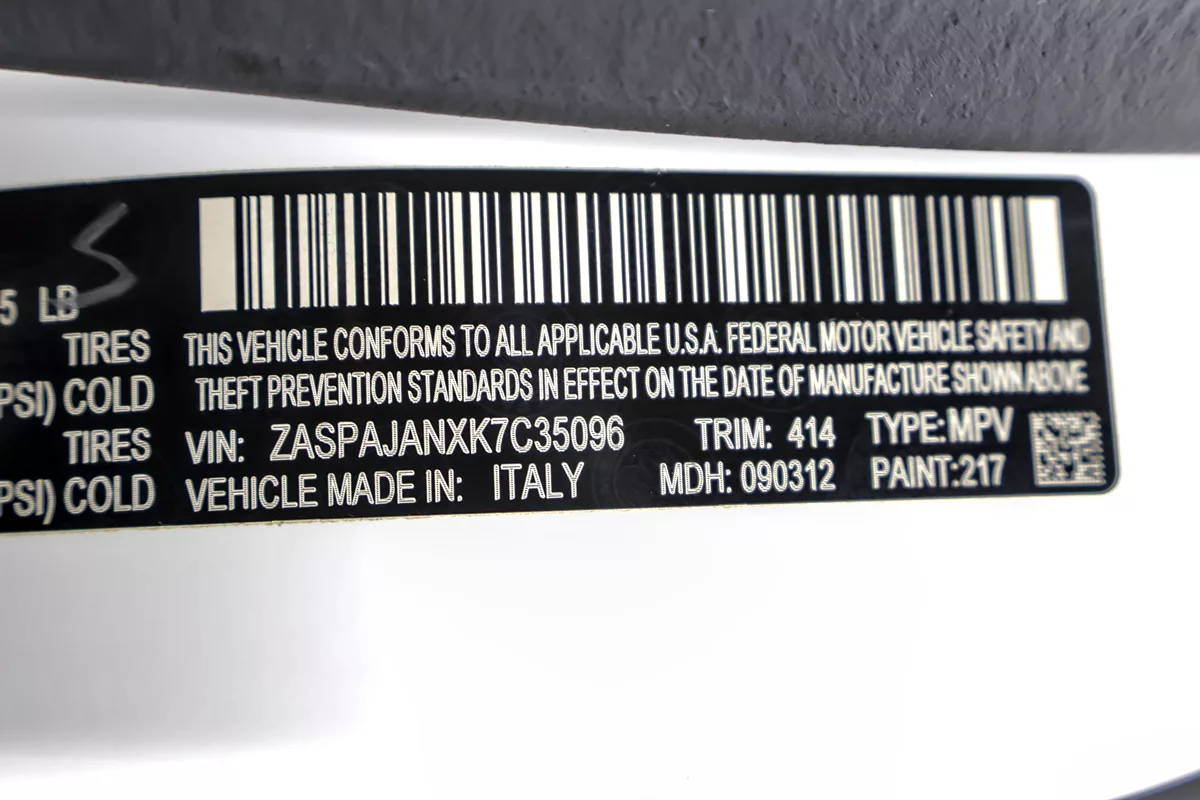 5 LB 5
TIRES THIS VEHICLE CONFORMS TO ALL APPLICABLE U.S.A. FEDERAL MOTOR VEHICLE SAFETY AND
PSI) COLD THEFT PREVENTION STANDARDS IN EFFECT ON THE DATE OF MANUFACTURE SHOWN ABOVE
TIRES VIN: ZASPAJANXK7C35096 TRIM: 414 TYPE: MPV
PSI) COLD VEHICLE MADE IN: ITALY MDH: 090312 PAINT:217